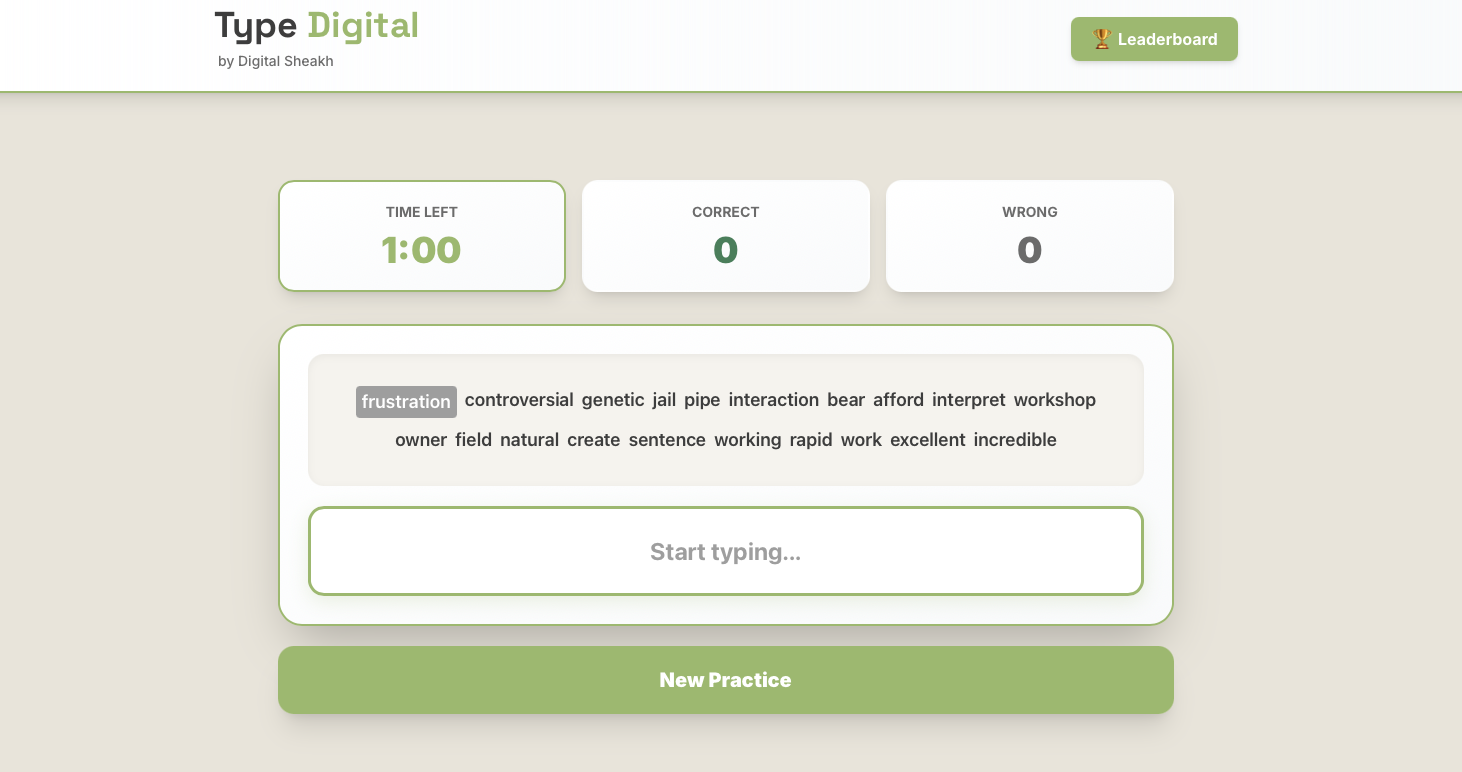 Type Digital
by Digital Sheakh
🏆 Leaderboard
TIME LEFT
1:00
CORRECT
0
WRONG
0
frustration controversial genetic jail pipe interaction bear afford interpret workshop
owner field natural create sentence working rapid work excellent incredible
Start typing...
New Practice